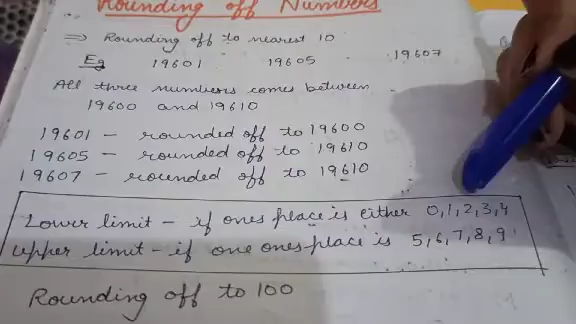 Rounding off Numbers
⇒ Rounding off to nearest 10
Eg 19601 19605 19607
All three numbers comes between
19600 and 19610
19601 - rounded off to 19600
19605 - rounded off to 19610
19607 - rounded off to 19610
Lower limit - if ones place is either 0,1,2,3,4
Upper limit - if one ones place is 5,6,7,8,9
Rounding off to 100